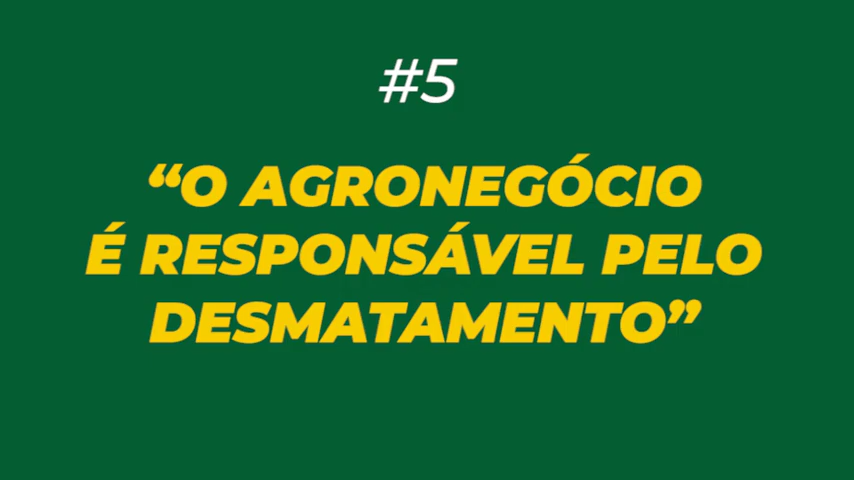 #5
“O AGRONEGÓCIO
É RESPONSÁVEL PELO
DESMATAMENTO”